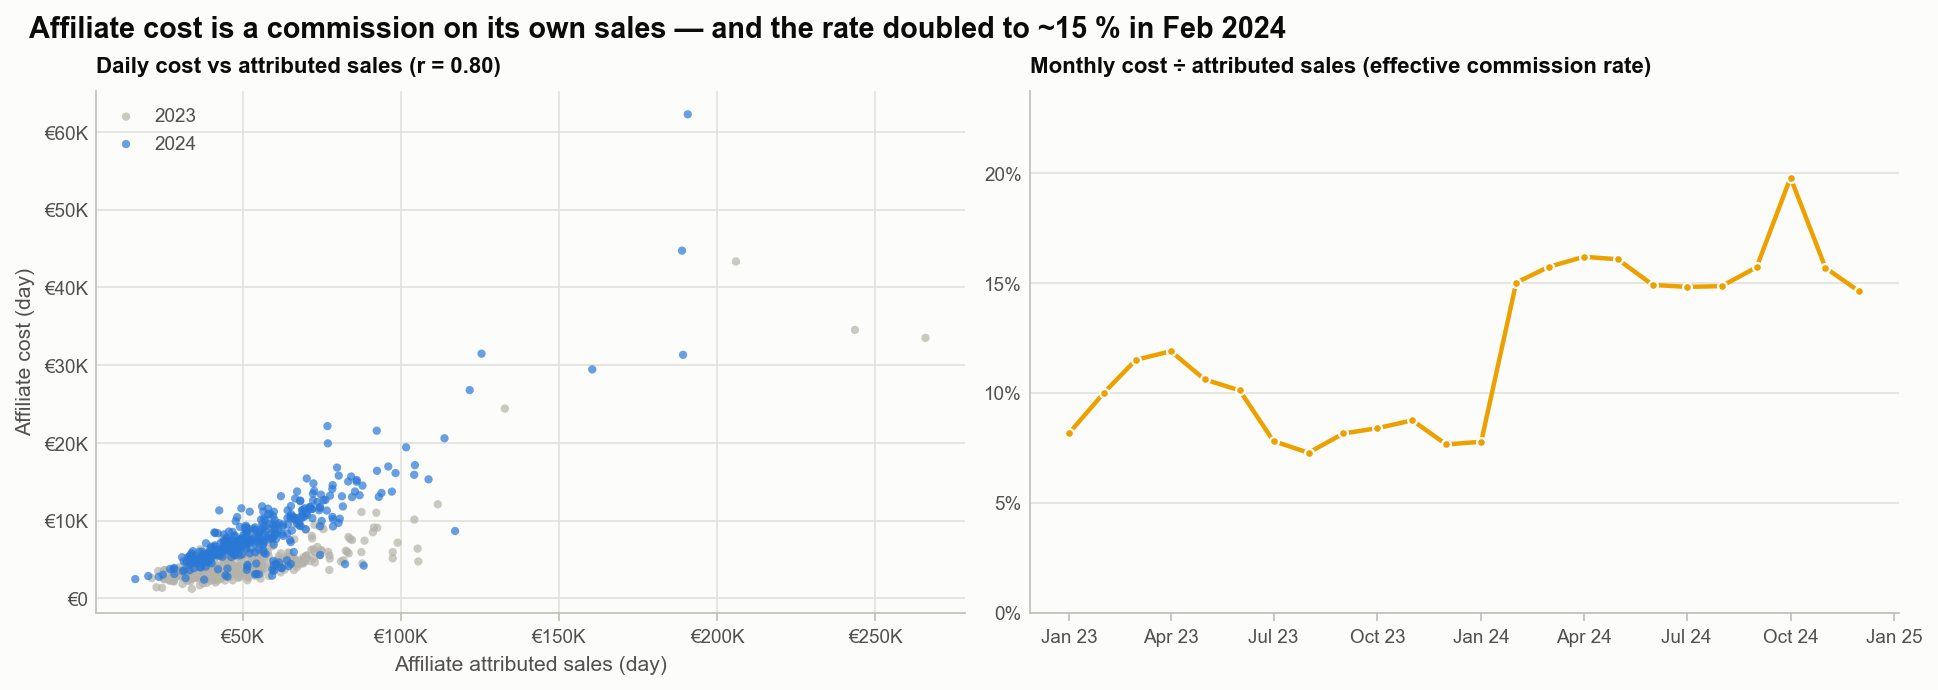 Affiliate cost is a commission on its own sales — and the rate doubled to ~15 % in Feb 2024
Daily cost vs attributed sales (r = 0.80)
2023
2024
€60K
€50K
€40K
€30K
€20K
€10K
€0
Affiliate cost (day)
€50K
€100K
€150K
€200K
€250K
Affiliate attributed sales (day)
Monthly cost ÷ attributed sales (effective commission rate)
20%
15%
10%
5%
0%
Jan 23
Apr 23
Jul 23
Oct 23
Jan 24
Apr 24
Jul 24
Oct 24
Jan 25